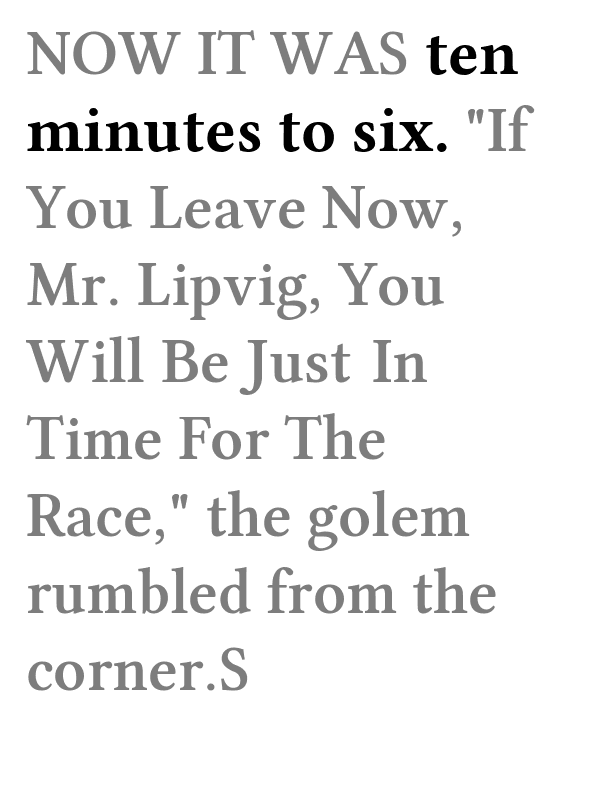 NOW IT WAS ten
minutes to six. "If
You Leave Now,
Mr. Lipvig, You
Will Be Just In
Time For The
Race," the golem
rumbled from the
corner.S